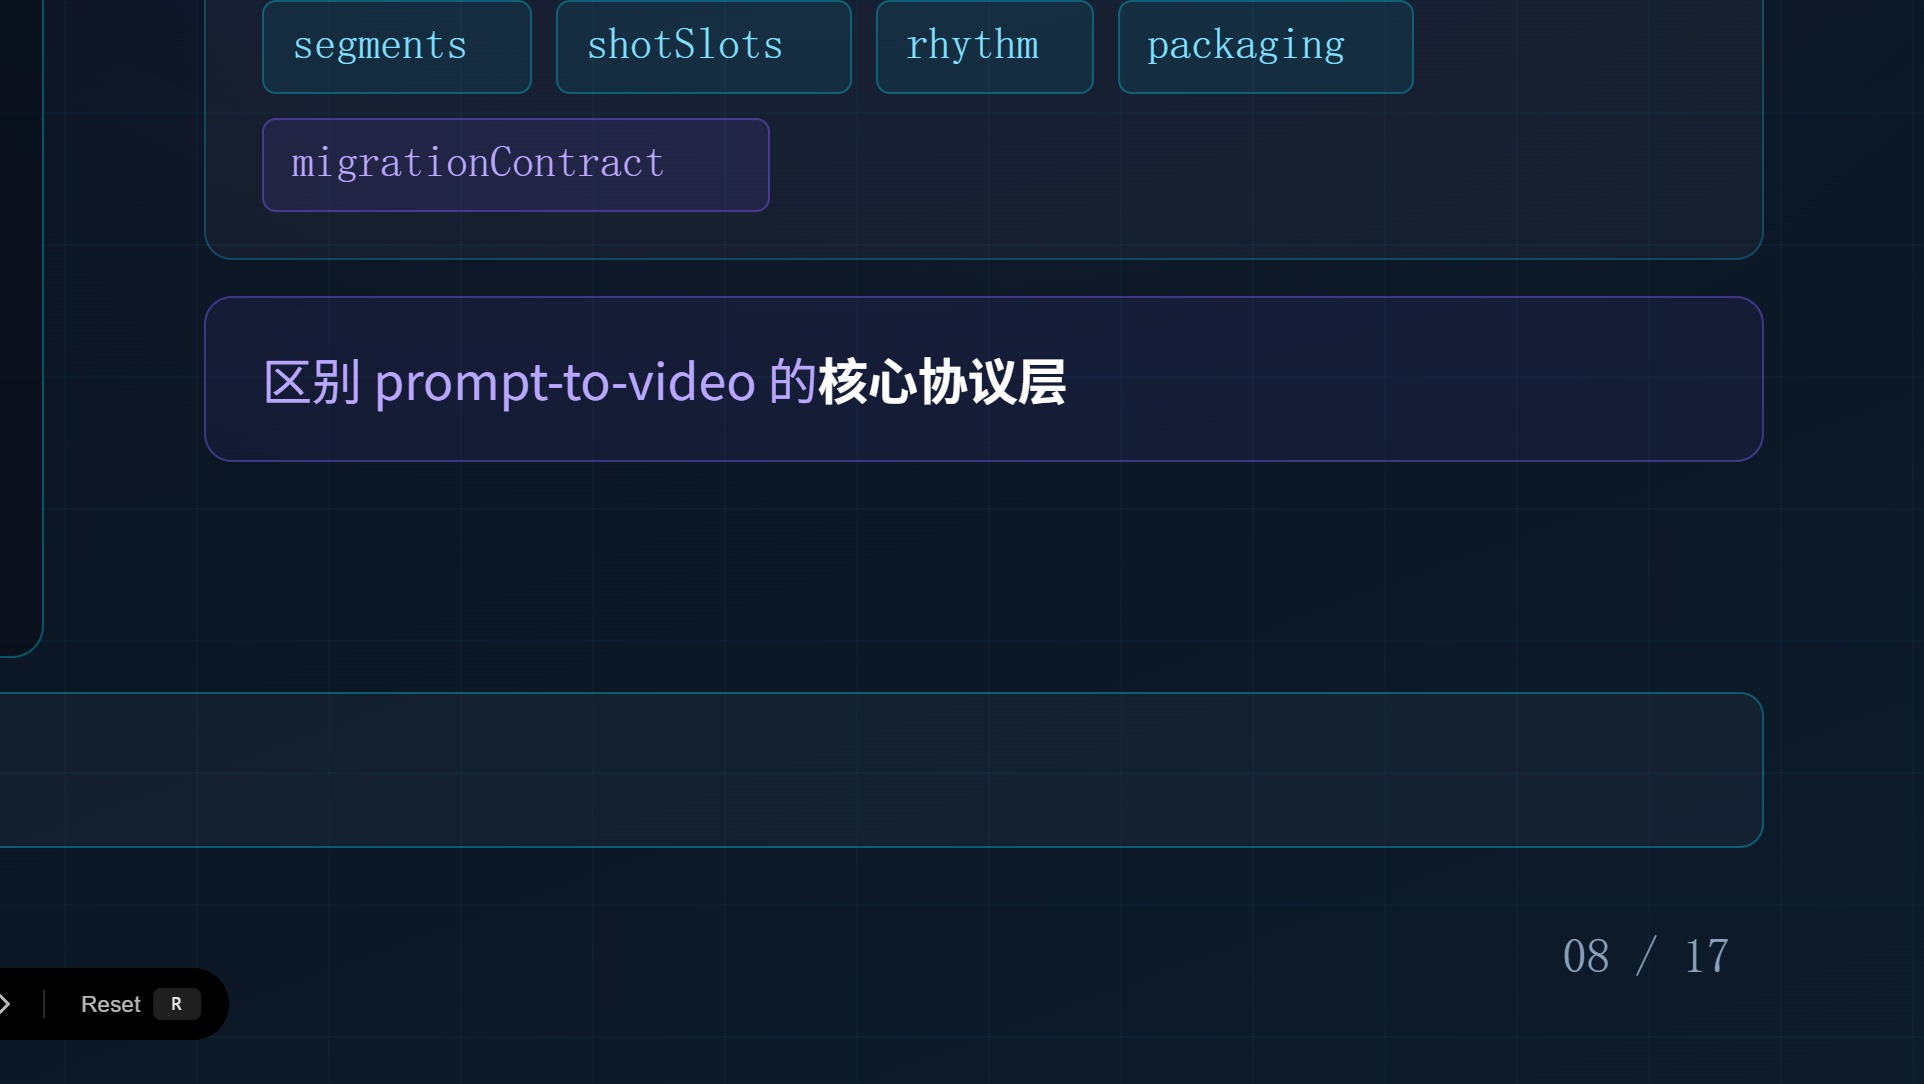 segments shotSlots rhythm packaging
migrationContract
区别 prompt-to-video 的核心协议层
08 / 17
Reset R